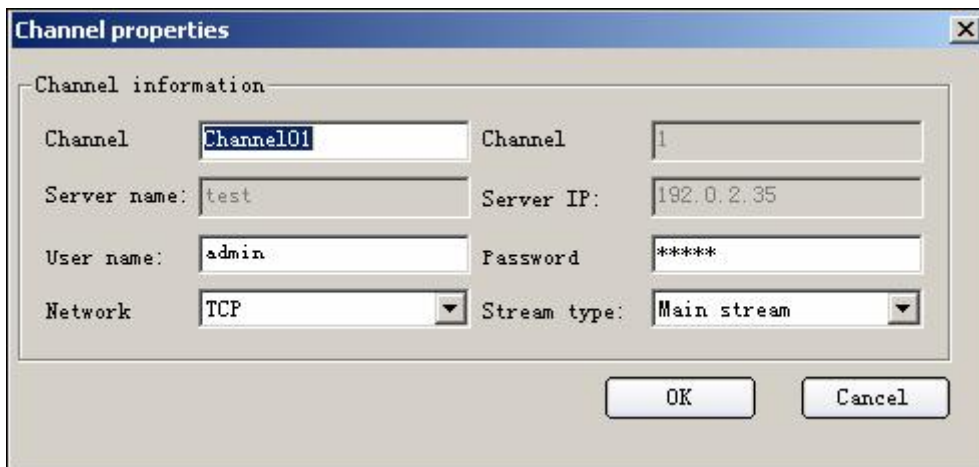 Channel properties
Channel information
Channel Channel01 Channel 1
Server name: test Server IP: 192.0.2.35
User name: admin Password *****
Network TCP Stream type: Main stream
OK Cancel